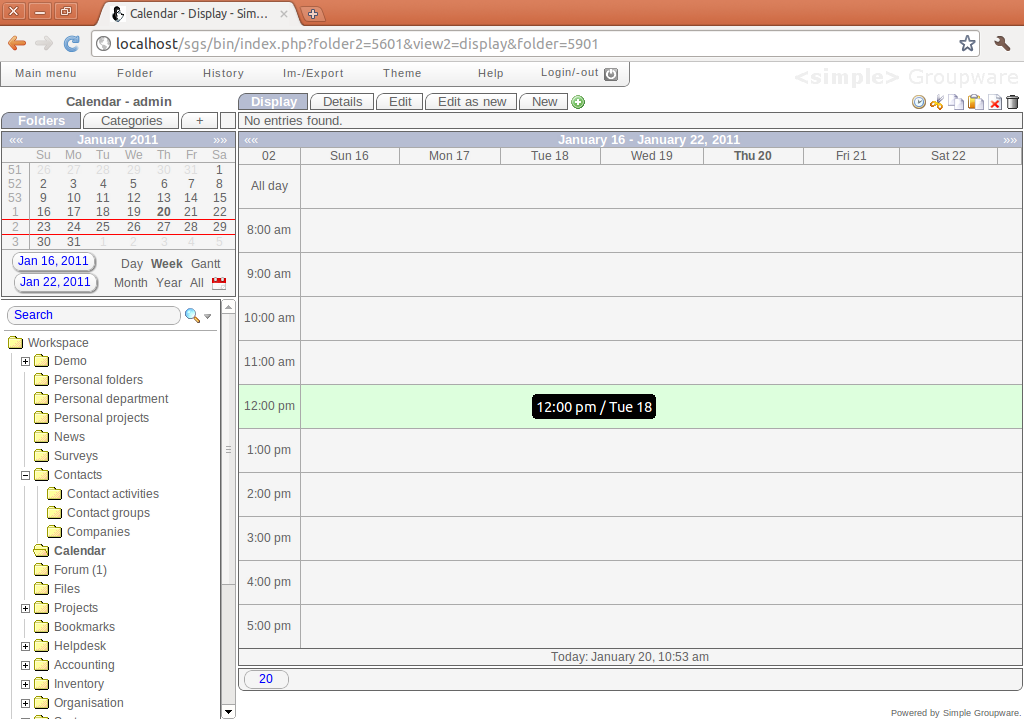 Calendar - Display - Sim...
localhost/sgs/bin/index.php?folder2=5601&view2=display&folder=5901
Main menu Folder History Im-/Export Theme Help Login/-out
<simple> Groupware
Calendar - admin
Display Details Edit Edit as new New
Folders Categories +
No entries found.
«« January 2011 »»
Su Mo Tu We Th Fr Sa
51 26 27 28 29 30 31 1
52 2 3 4 5 6 7 8
53 9 10 11 12 13 14 15
1 16 17 18 19 20 21 22
2 23 24 25 26 27 28 29
3 30 31 1 2 3 4 5
Jan 16, 2011 Day Week Gantt
Jan 22, 2011 Month Year All
Search
Workspace
Demo
Personal folders
Personal department
Personal projects
News
Surveys
Contacts
Contact activities
Contact groups
Companies
Calendar
Forum (1)
Files
Projects
Bookmarks
Helpdesk
Accounting
Inventory
Organisation
«« January 16 - January 22, 2011 »»
02 Sun 16 Mon 17 Tue 18 Wed 19 Thu 20 Fri 21 Sat 22
All day
8:00 am
9:00 am
10:00 am
11:00 am
12:00 pm
12:00 pm / Tue 18
1:00 pm
2:00 pm
3:00 pm
4:00 pm
5:00 pm
Today: January 20, 10:53 am
20
Powered by Simple Groupware.